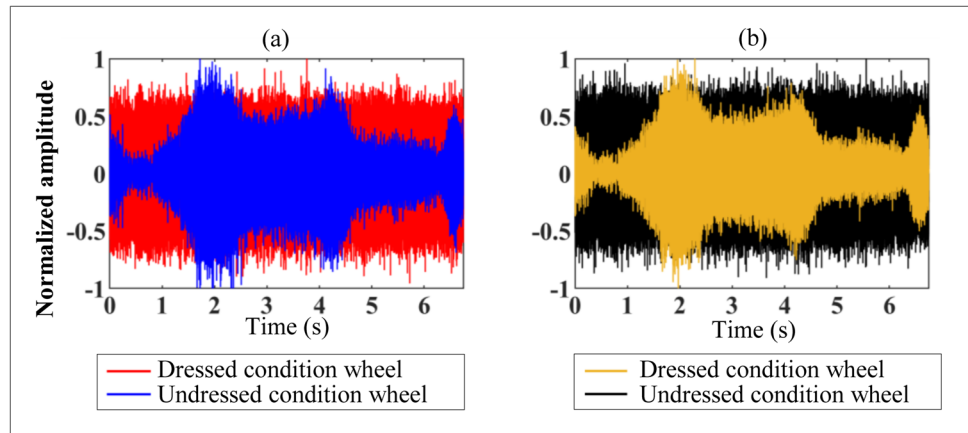 (a)
(b)
Normalized amplitude
1
0.5
0
-0.5
-1
0 1 2 3 4 5 6
Time (s)
1
0.5
0
-0.5
-1
0 1 2 3 4 5 6
Time (s)
Dressed condition wheel
Undressed condition wheel
Dressed condition wheel
Undressed condition wheel